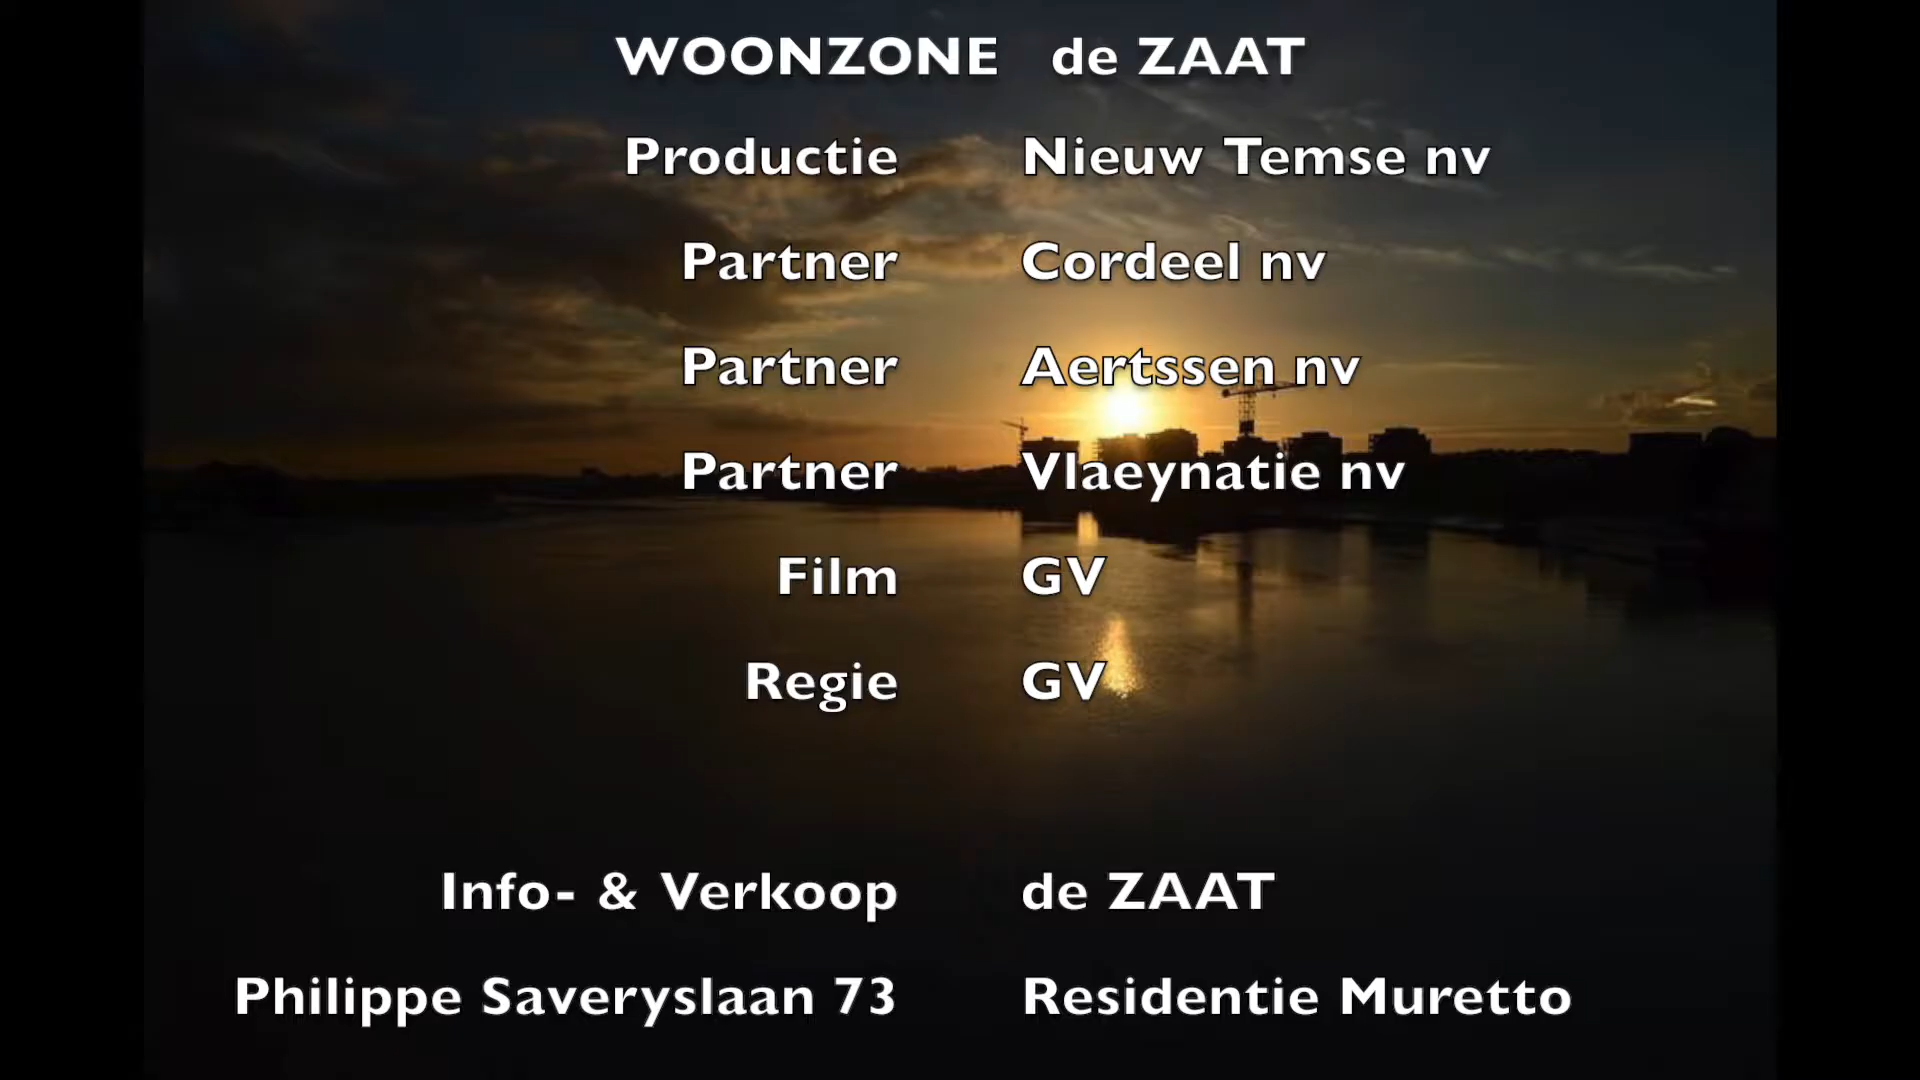 WOONZONE de ZAAT
Productie Nieuw Temse nv
Partner Cordeel nv
Partner Aertssen nv
Partner Vlaeynatie nv
Film GV
Regie GV
Info- & Verkoop de ZAAT
Philippe Saveryslaan 73 Residentie Muretto